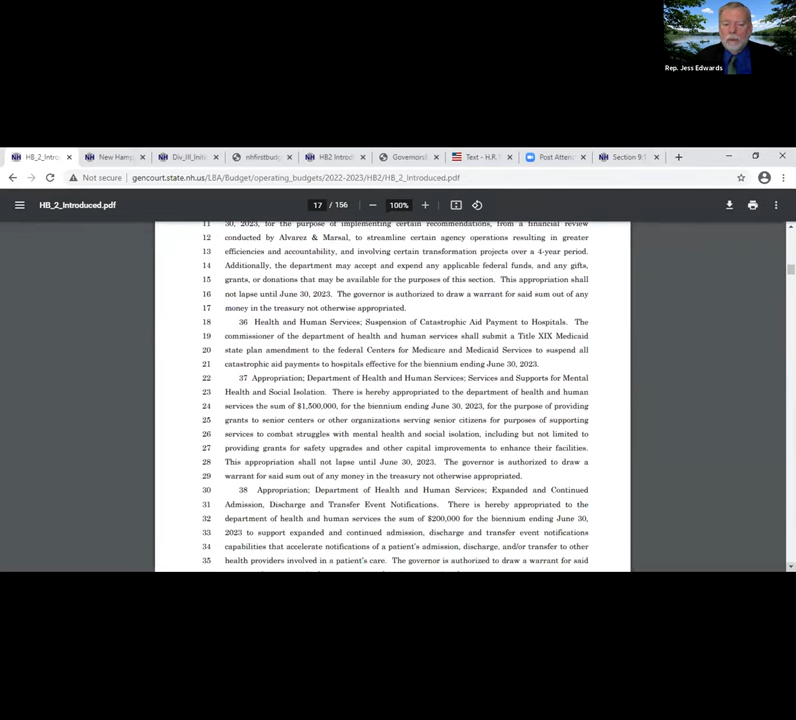 Rep. Jess Edwards
HB_2_Intro
New Hamp
Div_III_Initi
nhfirstbudg
HB2 Introd
GovernorsB
Text - H.R.1
Post Attend
Section 9:1
Not secure
gencourt.state.nh.us/LBA/Budget/operating_budgets/2022-2023/HB2/HB_2_Introduced.pdf
HB_2_Introduced.pdf
17 / 156
100%
11 30, 2023, for the purpose of implementing certain recommendations, from a financial review
12 conducted by Alvarez & Marsal, to streamline certain agency operations resulting in greater
13 efficiencies and accountability, and involving certain transformation projects over a 4-year period.
14 Additionally, the department may accept and expend any applicable federal funds, and any gifts,
15 grants, or donations that may be available for the purposes of this section. This appropriation shall
16 not lapse until June 30, 2023. The governor is authorized to draw a warrant for said sum out of any
17 money in the treasury not otherwise appropriated.
18 36 Health and Human Services; Suspension of Catastrophic Aid Payment to Hospitals. The
19 commissioner of the department of health and human services shall submit a Title XIX Medicaid
20 state plan amendment to the federal Centers for Medicare and Medicaid Services to suspend all
21 catastrophic aid payments to hospitals effective for the biennium ending June 30, 2023.
22 37 Appropriation; Department of Health and Human Services; Services and Supports for Mental
23 Health and Social Isolation. There is hereby appropriated to the department of health and human
24 services the sum of $1,500,000, for the biennium ending June 30, 2023, for the purpose of providing
25 grants to senior centers or other organizations serving senior citizens for purposes of supporting
26 services to combat struggles with mental health and social isolation, including but not limited to
27 providing grants for safety upgrades and other capital improvements to enhance their facilities.
28 This appropriation shall not lapse until June 30, 2023. The governor is authorized to draw a
29 warrant for said sum out of any money in the treasury not otherwise appropriated.
30 38 Appropriation; Department of Health and Human Services; Expanded and Continued
31 Admission, Discharge and Transfer Event Notifications. There is hereby appropriated to the
32 department of health and human services the sum of $200,000 for the biennium ending June 30,
33 2023 to support expanded and continued admission, discharge and transfer event notifications
34 capabilities that accelerate notifications of a patient's admission, discharge, and/or transfer to other
35 health providers involved in a patient's care. The governor is authorized to draw a warrant for said